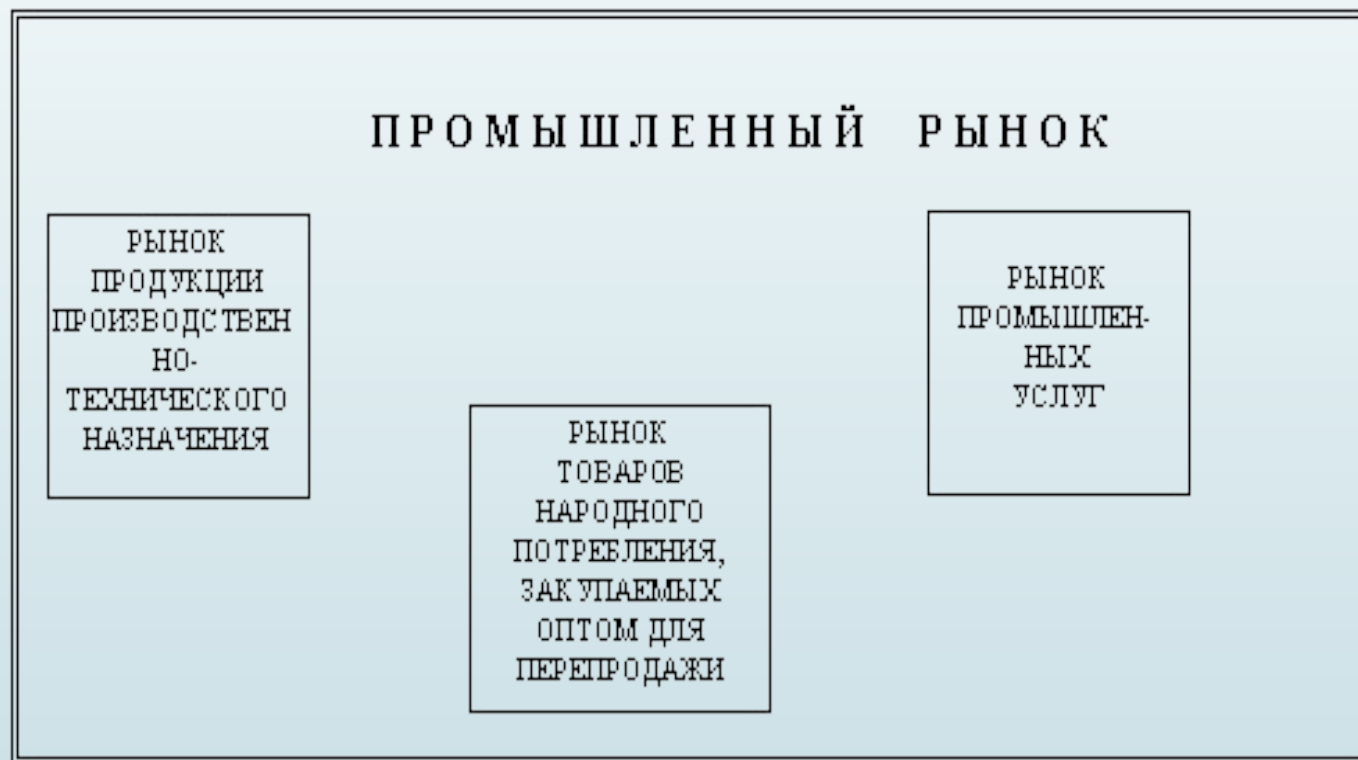 ПРОМЫШЛЕННЫЙ РЫНОК
РЫНОК
ПРОДУКЦИИ
ПРОИЗВОДСТВЕН
НО-
ТЕХНИЧЕСКОГО
НАЗНАЧЕНИЯ
РЫНОК
ТОВАРОВ
НАРОДНОГО
ПОТРЕБЛЕНИЯ,
ЗАКУПАЕМЫХ
ОПТОМ ДЛЯ
ПЕРЕПРОДАЖИ
РЫНОК
ПРОМЫШЛЕН-
НЫХ
УСЛУГ